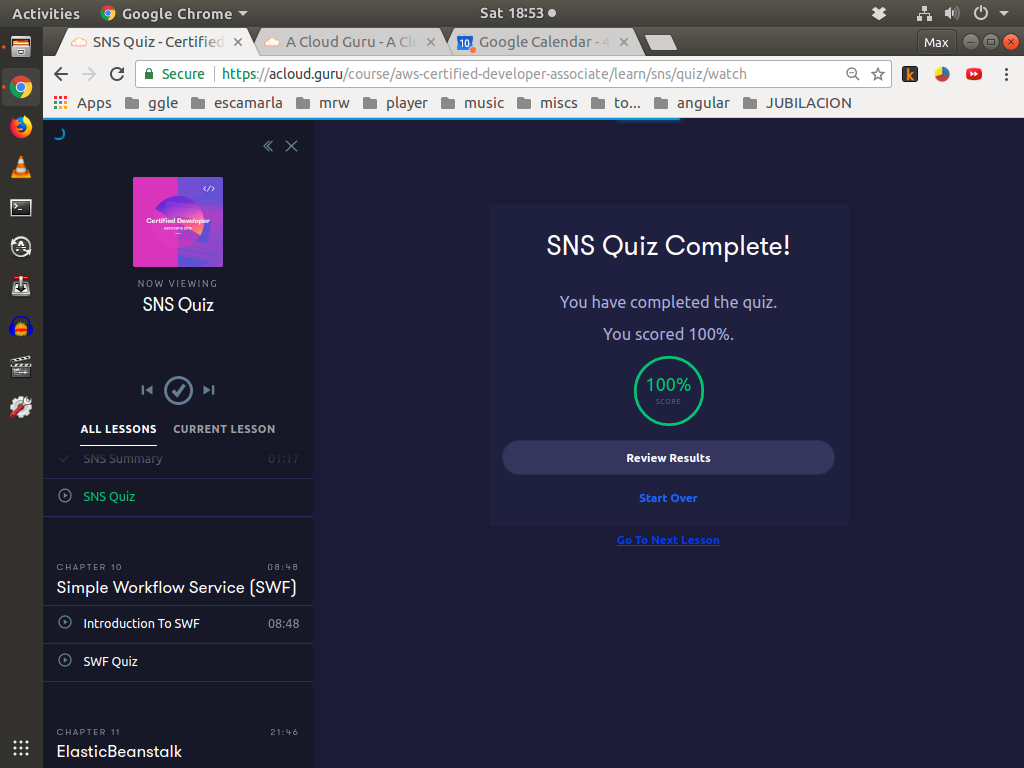 Activities Google Chrome Sat 18:53
SNS Quiz - Certified A Cloud Guru - A Clo Google Calendar - 4 Max
Secure https://acloud.guru/course/aws-certified-developer-associate/learn/sns/quiz/watch
Apps ggle escamarla mrw player music miscs to... angular JUBILACION
</>
Certified Developer
NOW VIEWING
SNS Quiz
ALL LESSONS CURRENT LESSON
SNS Summary 01:17
SNS Quiz
CHAPTER 10 08:48
Simple Workflow Service (SWF)
Introduction To SWF 08:48
SWF Quiz
CHAPTER 11 21:46
ElasticBeanstalk
SNS Quiz Complete!
You have completed the quiz.
You scored 100%.
100%
SCORE
Review Results
Start Over
Go To Next Lesson